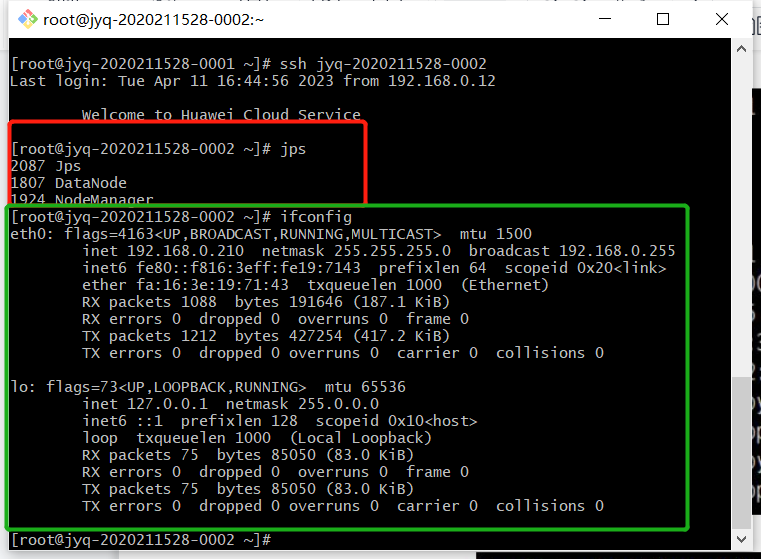 root@jyq-2020211528-0002:~
[root@jyq-2020211528-0001 ~]# ssh jyq-2020211528-0002
Last login: Tue Apr 11 16:44:56 2023 from 192.168.0.12
Welcome to Huawei Cloud Service
[root@jyq-2020211528-0002 ~]# jps
2087 Jps
1807 DataNode
1924 NodeManager
[root@jyq-2020211528-0002 ~]# ifconfig
eth0: flags=4163<UP,BROADCAST,RUNNING,MULTICAST>  mtu 1500
inet 192.168.0.210  netmask 255.255.255.0  broadcast 192.168.0.255
inet6 fe80::f816:3eff:fe19:7143  prefixlen 64  scopeid 0x20<link>
ether fa:16:3e:19:71:43  txqueuelen 1000  (Ethernet)
RX packets 1088  bytes 191646 (187.1 KiB)
RX errors 0  dropped 0  overruns 0  frame 0
TX packets 1212  bytes 427254 (417.2 KiB)
TX errors 0  dropped 0 overruns 0  carrier 0  collisions 0
lo: flags=73<UP,LOOPBACK,RUNNING>  mtu 65536
inet 127.0.0.1  netmask 255.0.0.0
inet6 ::1  prefixlen 128  scopeid 0x10<host>
loop  txqueuelen 1000  (Local Loopback)
RX packets 75  bytes 85050 (83.0 KiB)
RX errors 0  dropped 0  overruns 0  frame 0
TX packets 75  bytes 85050 (83.0 KiB)
TX errors 0  dropped 0 overruns 0  carrier 0  collisions 0
[root@jyq-2020211528-0002 ~]#